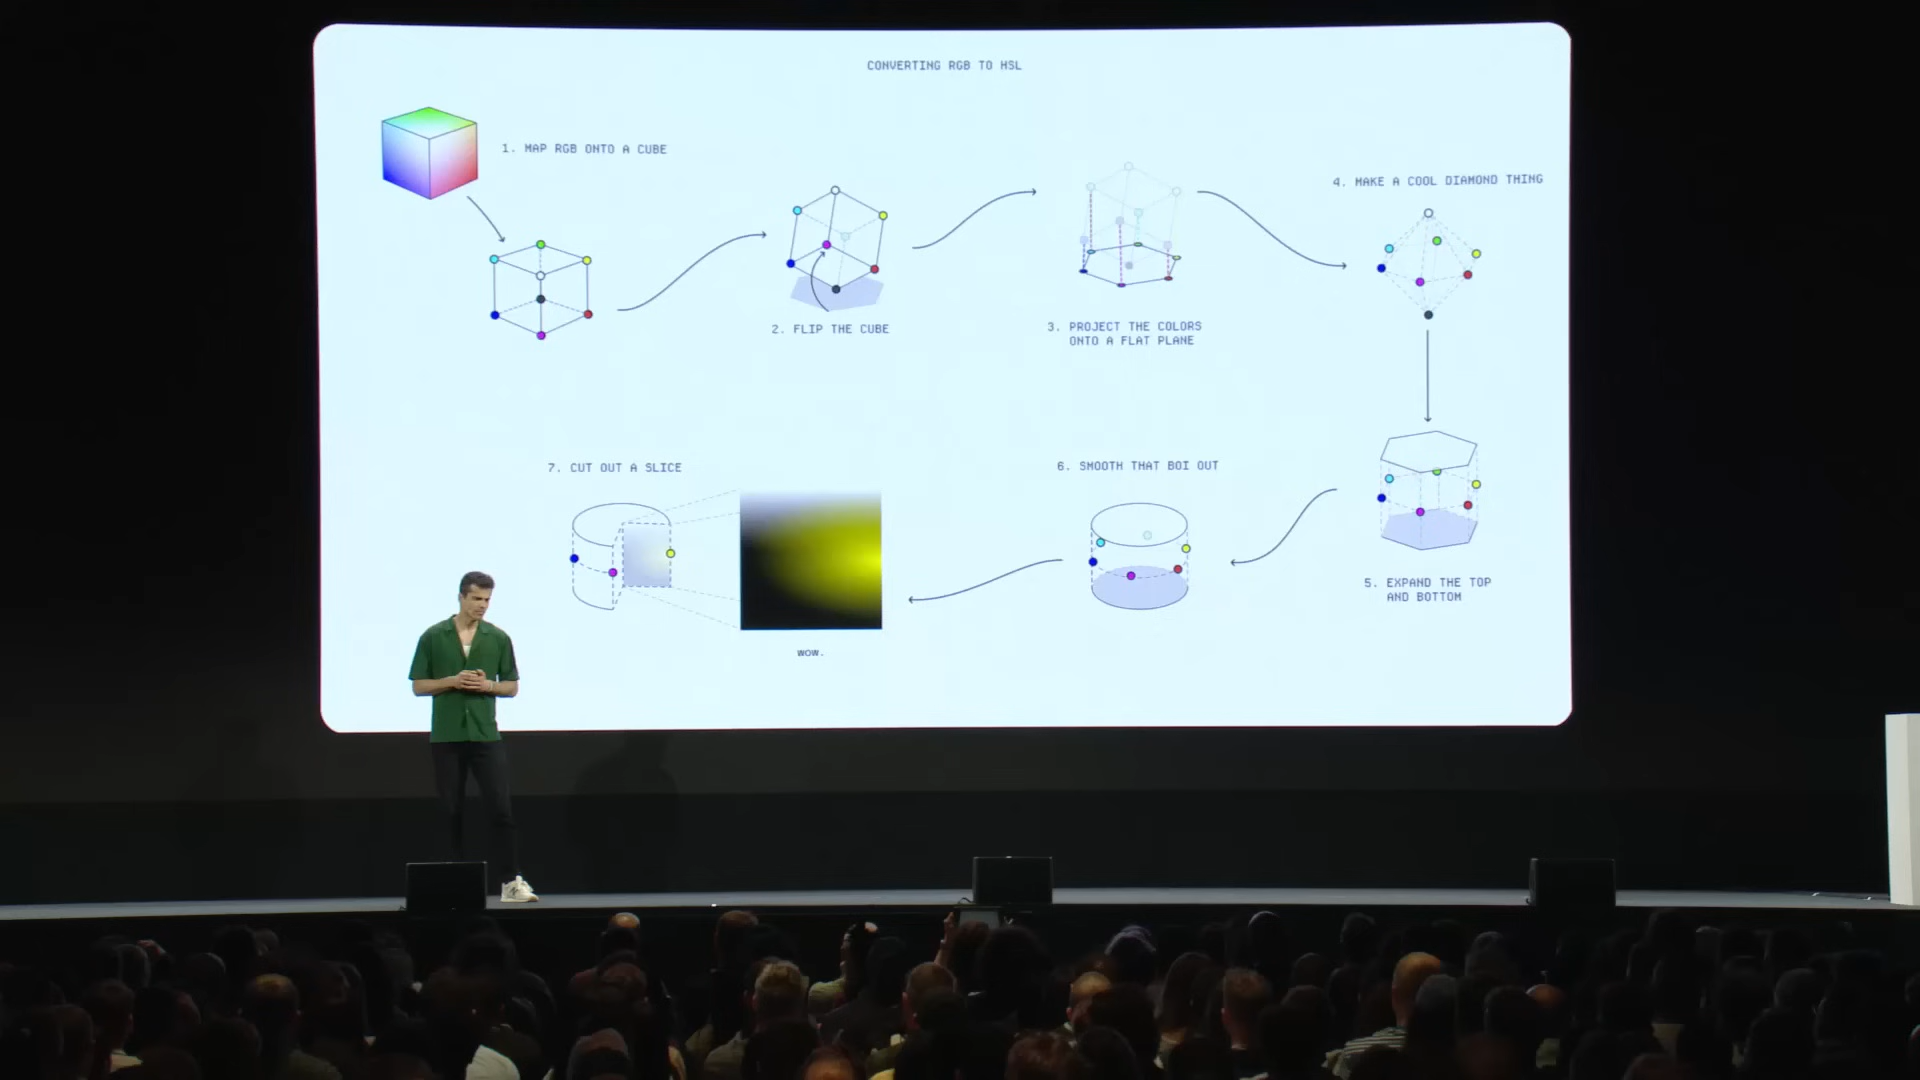 CONVERTING RGB TO HSL
1. MAP RGB ONTO A CUBE
2. FLIP THE CUBE
3. PROJECT THE COLORS
ONTO A FLAT PLANE
4. MAKE A COOL DIAMOND THING
5. EXPAND THE TOP
AND BOTTOM
6. SMOOTH THAT BOI OUT
7. CUT OUT A SLICE
WOW.